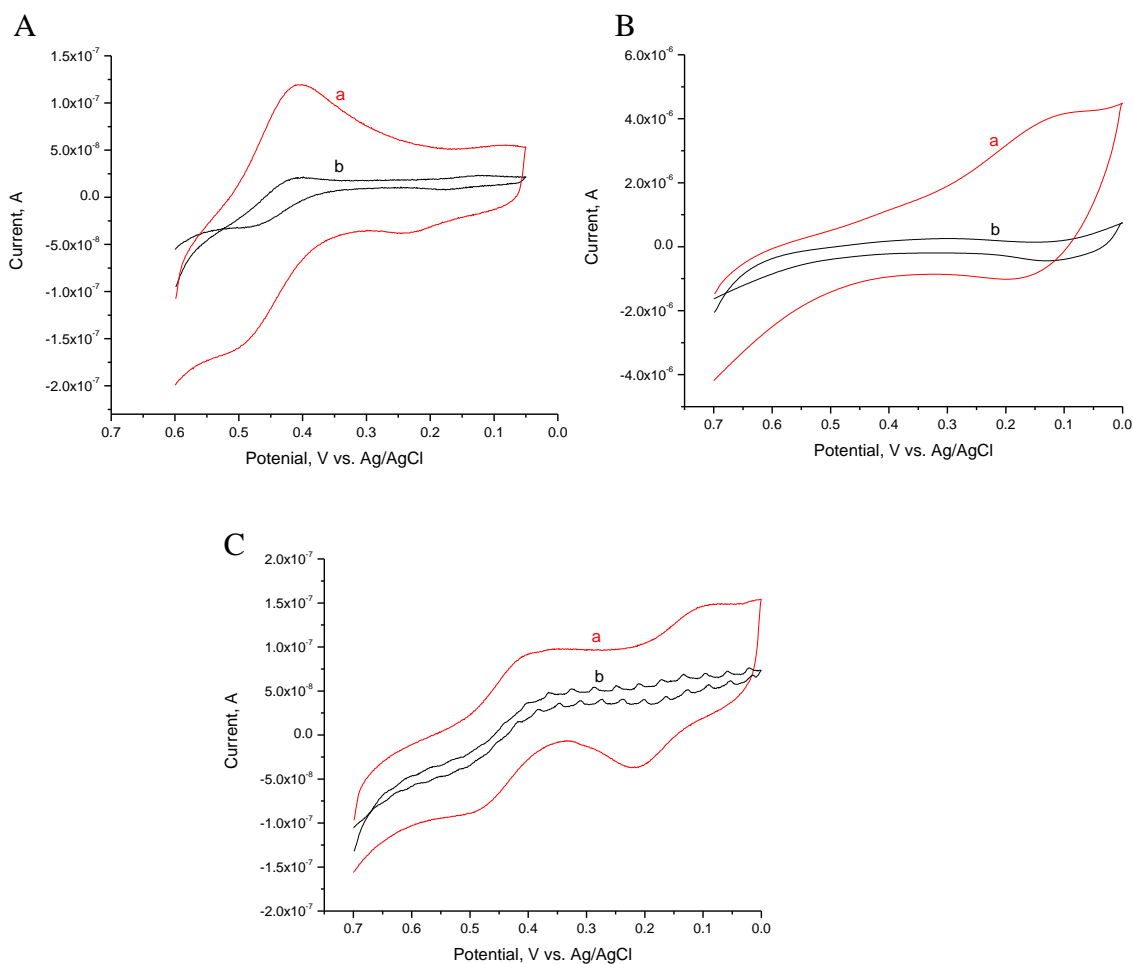 A
1.5x10⁻⁷
1.0x10⁻⁷
5.0x10⁻⁸
0.0
-5.0x10⁻⁸
-1.0x10⁻⁷
-1.5x10⁻⁷
-2.0x10⁻⁷
Current, A
a
b
0.7 0.6 0.5 0.4 0.3 0.2 0.1 0.0
Potenial, V vs. Ag/AgCl
B
6.0x10⁻⁶
4.0x10⁻⁶
2.0x10⁻⁶
0.0
-2.0x10⁻⁶
-4.0x10⁻⁶
Current, A
a
b
0.7 0.6 0.5 0.4 0.3 0.2 0.1 0.0
Potential, V vs. Ag/AgCl
C
2.0x10⁻⁷
1.5x10⁻⁷
1.0x10⁻⁷
5.0x10⁻⁸
0.0
-5.0x10⁻⁸
-1.0x10⁻⁷
-1.5x10⁻⁷
-2.0x10⁻⁷
Current, A
a
b
0.7 0.6 0.5 0.4 0.3 0.2 0.1 0.0
Potential, V vs. Ag/AgCl